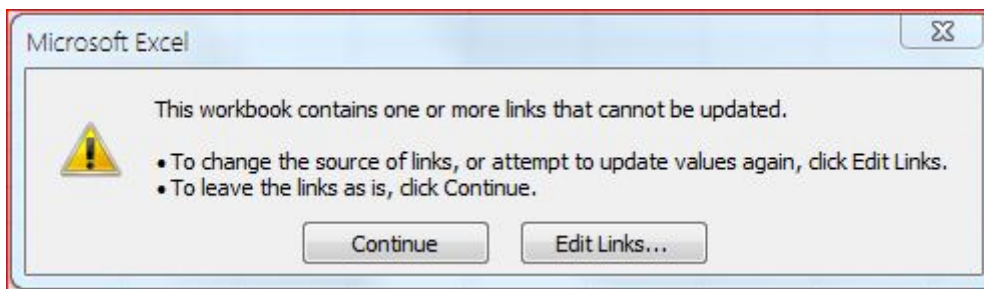 Microsoft Excel
This workbook contains one or more links that cannot be updated.
• To change the source of links, or attempt to update values again, click Edit Links.
• To leave the links as is, click Continue.
Continue
Edit Links...